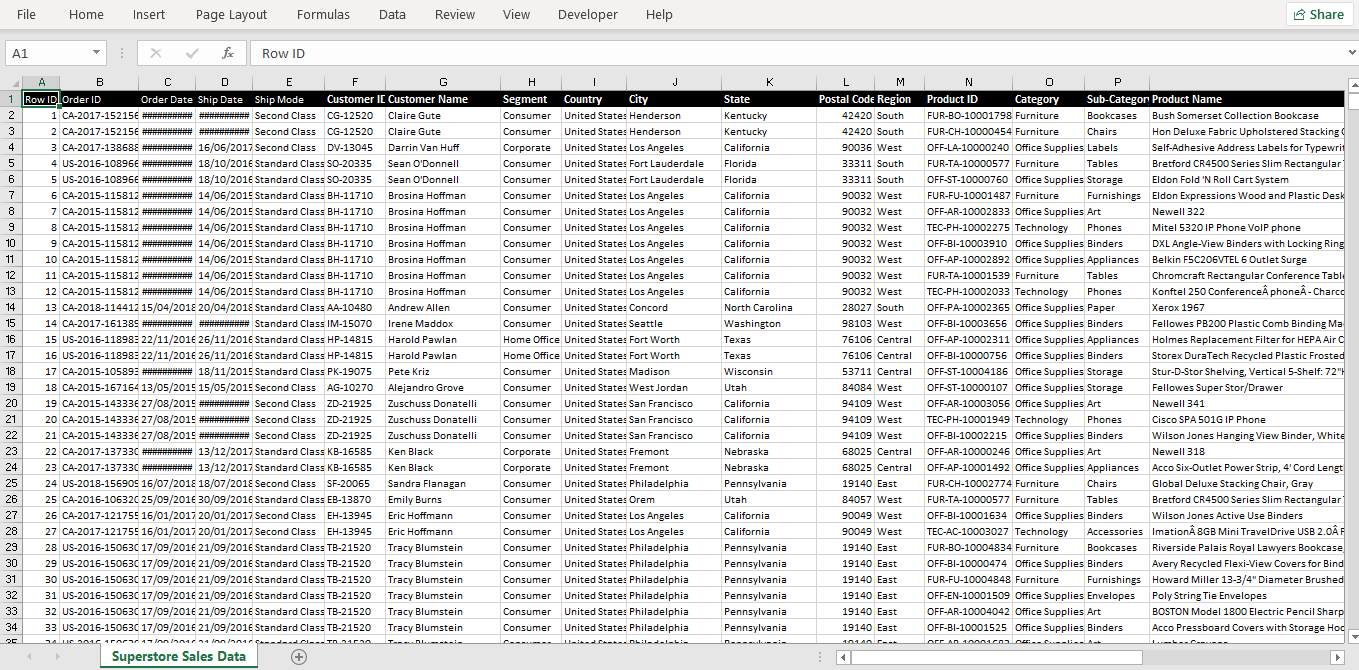 File Home Insert Page Layout Formulas Data Review View Developer Help Share
A1 fx Row ID
A B C D E F G H I J K L M N O P
1 Row ID Order ID Order Date Ship Date Ship Mode Customer ID Customer Name Segment Country City State Postal Code Region Product ID Category Sub-Category Product Name
2 1 CA-2017-152156 ########## ########## Second Class CG-12520 Claire Gute Consumer United States Henderson Kentucky 42420 South FUR-BO-10001798 Furniture Bookcases Bush Somerset Collection Bookcase
3 2 CA-2017-152156 ########## ########## Second Class CG-12520 Claire Gute Consumer United States Henderson Kentucky 42420 South FUR-CH-10000454 Furniture Chairs Hon Deluxe Fabric Upholstered Stacking
4 3 CA-2017-138688 ########## 16/06/2017 Second Class DV-13045 Darrin Van Huff Corporate United States Los Angeles California 90036 West OFF-LA-10000240 Office Supplies Labels Self-Adhesive Address Labels for Typewrit
5 4 US-2016-108966 ########## 18/10/2016 Standard Class SO-20335 Sean O'Donnell Consumer United States Fort Lauderdale Florida 33311 South FUR-TA-10000577 Furniture Tables Bretford CR4500 Series Slim Rectangular
6 5 US-2016-108966 ########## 18/10/2016 Standard Class SO-20335 Sean O'Donnell Consumer United States Fort Lauderdale Florida 33311 South OFF-ST-10000760 Office Supplies Storage Eldon Fold 'N Roll Cart System
7 6 CA-2015-115812 ########## 14/06/2015 Standard Class BH-11710 Brosina Hoffman Consumer United States Los Angeles California 90032 West FUR-FU-10001487 Furniture Furnishings Eldon Expressions Wood and Plastic Desk
8 7 CA-2015-115812 ########## 14/06/2015 Standard Class BH-11710 Brosina Hoffman Consumer United States Los Angeles California 90032 West OFF-AR-10002833 Office Supplies Art Newell 322
9 8 CA-2015-115812 ########## 14/06/2015 Standard Class BH-11710 Brosina Hoffman Consumer United States Los Angeles California 90032 West TEC-PH-10002275 Technology Phones Mitel 5320 IP Phone VoIP phone
10 9 CA-2015-115812 ########## 14/06/2015 Standard Class BH-11710 Brosina Hoffman Consumer United States Los Angeles California 90032 West OFF-BI-10003910 Office Supplies Binders DXL Angle-View Binders with Locking Ring
11 10 CA-2015-115812 ########## 14/06/2015 Standard Class BH-11710 Brosina Hoffman Consumer United States Los Angeles California 90032 West OFF-AP-10002892 Office Supplies Appliances Belkin F5C206VTEL 6 Outlet Surge
12 11 CA-2015-115812 ########## 14/06/2015 Standard Class BH-11710 Brosina Hoffman Consumer United States Los Angeles California 90032 West FUR-TA-10001539 Furniture Tables Chromcraft Rectangular Conference Tabl
13 12 CA-2015-115812 ########## 14/06/2015 Standard Class BH-11710 Brosina Hoffman Consumer United States Los Angeles California 90032 West TEC-PH-10002033 Technology Phones Konftel 250 ConferenceÂ phoneÂ - Charco
14 13 CA-2018-114412 15/04/2018 20/04/2018 Standard Class AA-10480 Andrew Allen Consumer United States Concord North Carolina 28027 South OFF-PA-10002365 Office Supplies Paper Xerox 1967
15 14 CA-2017-161389 ########## ########## Standard Class IM-15070 Irene Maddox Consumer United States Seattle Washington 98103 West OFF-BI-10003656 Office Supplies Binders Fellowes PB200 Plastic Comb Binding Ma
16 15 US-2016-118983 22/11/2016 26/11/2016 Standard Class HP-14815 Harold Pawlan Home Office United States Fort Worth Texas 76106 Central OFF-AP-10002311 Office Supplies Appliances Holmes Replacement Filter for HEPA Air C
17 16 US-2016-118983 22/11/2016 26/11/2016 Standard Class HP-14815 Harold Pawlan Home Office United States Fort Worth Texas 76106 Central OFF-BI-10000756 Office Supplies Binders Storex DuraTech Recycled Plastic Frosted
18 17 CA-2015-105893 ########## 18/11/2015 Standard Class PK-19075 Pete Kriz Consumer United States Madison Wisconsin 53711 Central OFF-ST-10004186 Office Supplies Storage Stur-D-Stor Shelving, Vertical 5-Shelf: 72"H
19 18 CA-2015-167164 13/05/2015 15/05/2015 Second Class AG-10270 Alejandro Grove Consumer United States West Jordan Utah 84084 West OFF-ST-10000107 Office Supplies Storage Fellowes Super Stor/Drawer
20 19 CA-2015-143336 27/08/2015 ########## Second Class ZD-21925 Zuschuss Donatelli Consumer United States San Francisco California 94109 West OFF-AR-10003056 Office Supplies Art Newell 341
21 20 CA-2015-143336 27/08/2015 ########## Second Class ZD-21925 Zuschuss Donatelli Consumer United States San Francisco California 94109 West TEC-PH-10001949 Technology Phones Cisco SPA 501G IP Phone
22 21 CA-2015-143336 27/08/2015 ########## Second Class ZD-21925 Zuschuss Donatelli Consumer United States San Francisco California 94109 West OFF-BI-10002215 Office Supplies Binders Wilson Jones Hanging View Binder, White
23 22 CA-2017-137330 ########## 13/12/2017 Standard Class KB-16585 Ken Black Corporate United States Fremont Nebraska 68025 Central OFF-AR-10000246 Office Supplies Art Newell 318
24 23 CA-2017-137330 ########## 13/12/2017 Standard Class KB-16585 Ken Black Corporate United States Fremont Nebraska 68025 Central OFF-AP-10001492 Office Supplies Appliances Acco Six-Outlet Power Strip, 4' Cord Lengt
25 24 US-2018-156909 16/07/2018 18/07/2018 Second Class SF-20065 Sandra Flanagan Consumer United States Philadelphia Pennsylvania 19140 East FUR-CH-10002774 Furniture Chairs Global Deluxe Stacking Chair, Gray
26 25 CA-2016-106320 25/09/2016 30/09/2016 Standard Class EB-13870 Emily Burns Consumer United States Orem Utah 84057 West FUR-TA-10000577 Furniture Tables Bretford CR4500 Series Slim Rectangular
27 26 CA-2017-121755 16/01/2017 20/01/2017 Second Class EH-13945 Eric Hoffmann Consumer United States Los Angeles California 90049 West OFF-BI-10001634 Office Supplies Binders Wilson Jones Active Use Binders
28 27 CA-2017-121755 16/01/2017 20/01/2017 Second Class EH-13945 Eric Hoffmann Consumer United States Los Angeles California 90049 West TEC-AC-10003027 Technology Accessories ImationÂ 8GB Mini TravelDrive USB 2.0Â F
29 28 US-2016-150630 17/09/2016 21/09/2016 Standard Class TB-21520 Tracy Blumstein Consumer United States Philadelphia Pennsylvania 19140 East FUR-BO-10004834 Furniture Bookcases Riverside Palais Royal Lawyers Bookcase,
30 29 US-2016-150630 17/09/2016 21/09/2016 Standard Class TB-21520 Tracy Blumstein Consumer United States Philadelphia Pennsylvania 19140 East OFF-BI-10000474 Office Supplies Binders Avery Recycled Flexi-View Covers for Bind
31 30 US-2016-150630 17/09/2016 21/09/2016 Standard Class TB-21520 Tracy Blumstein Consumer United States Philadelphia Pennsylvania 19140 East FUR-FU-10004848 Furniture Furnishings Howard Miller 13-3/4" Diameter Brushed
32 31 US-2016-150630 17/09/2016 21/09/2016 Standard Class TB-21520 Tracy Blumstein Consumer United States Philadelphia Pennsylvania 19140 East OFF-EN-10001509 Office Supplies Envelopes Poly String Tie Envelopes
33 32 US-2016-150630 17/09/2016 21/09/2016 Standard Class TB-21520 Tracy Blumstein Consumer United States Philadelphia Pennsylvania 19140 East OFF-AR-10004042 Office Supplies Art BOSTON Model 1800 Electric Pencil Sharp
34 33 US-2016-150630 17/09/2016 21/09/2016 Standard Class TB-21520 Tracy Blumstein Consumer United States Philadelphia Pennsylvania 19140 East OFF-BI-10001525 Office Supplies Binders Acco Pressboard Covers with Storage Hoo
Superstore Sales Data